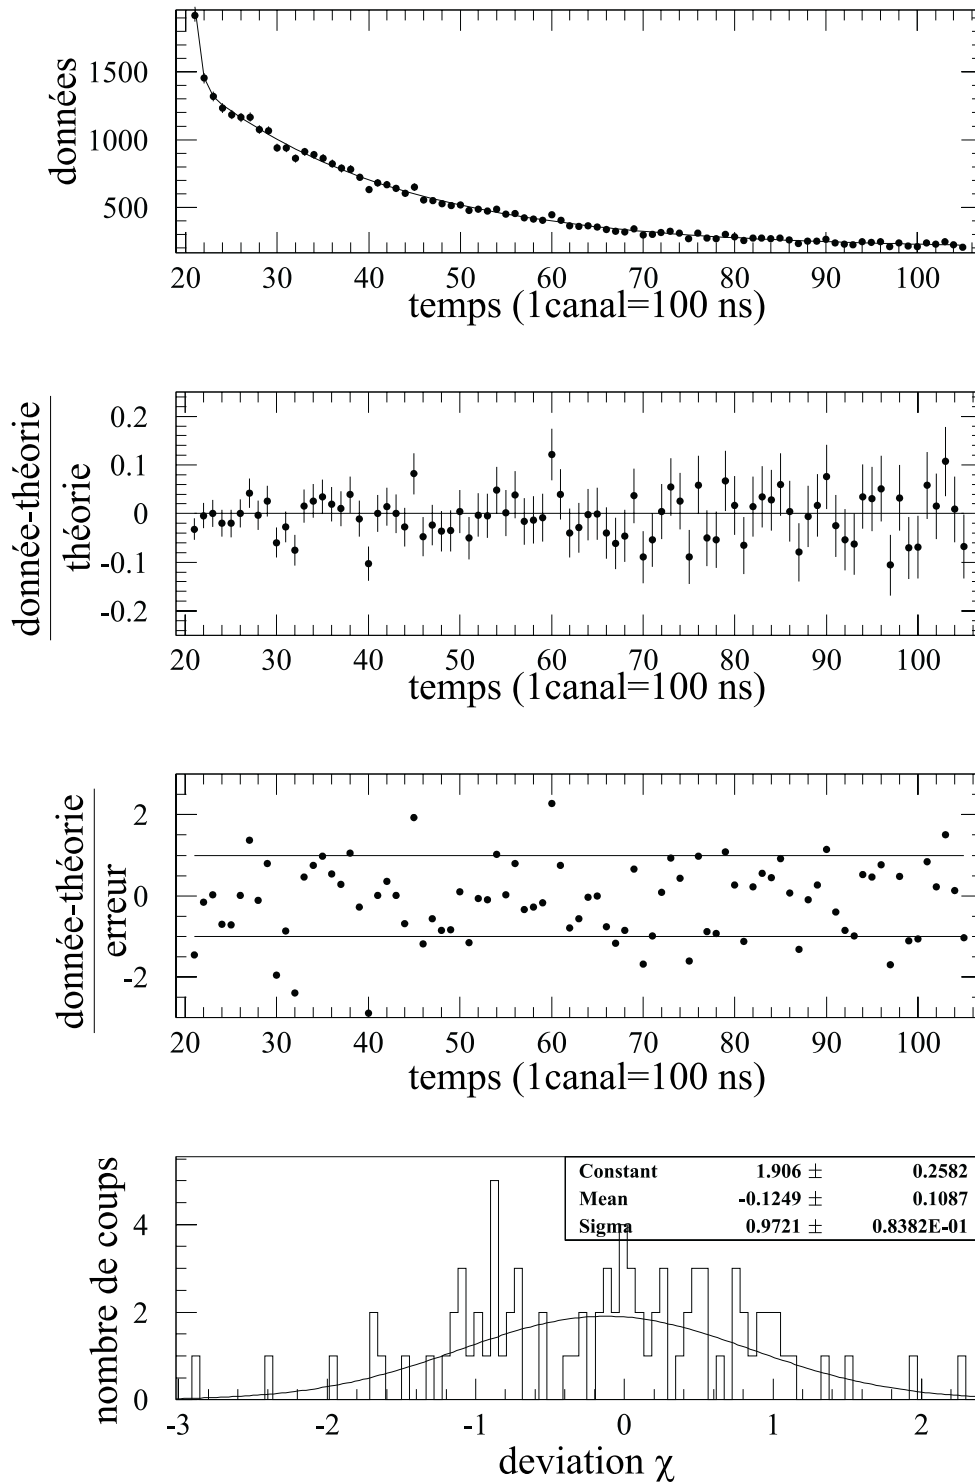 données
1500
1000
500
20 30 40 50 60 70 80 90 100
temps (1canal=100 ns)
donnée-théorie
théorie
0.2
0.1
0
-0.1
-0.2
20 30 40 50 60 70 80 90 100
temps (1canal=100 ns)
donnée-théorie
erreur
2
0
-2
20 30 40 50 60 70 80 90 100
temps (1canal=100 ns)
nombre de coups
4
2
0
Constant 1.906 ± 0.2582
Mean -0.1249 ± 0.1087
Sigma 0.9721 ± 0.8382E-01
-3 -2 -1 0 1 2
deviation χ